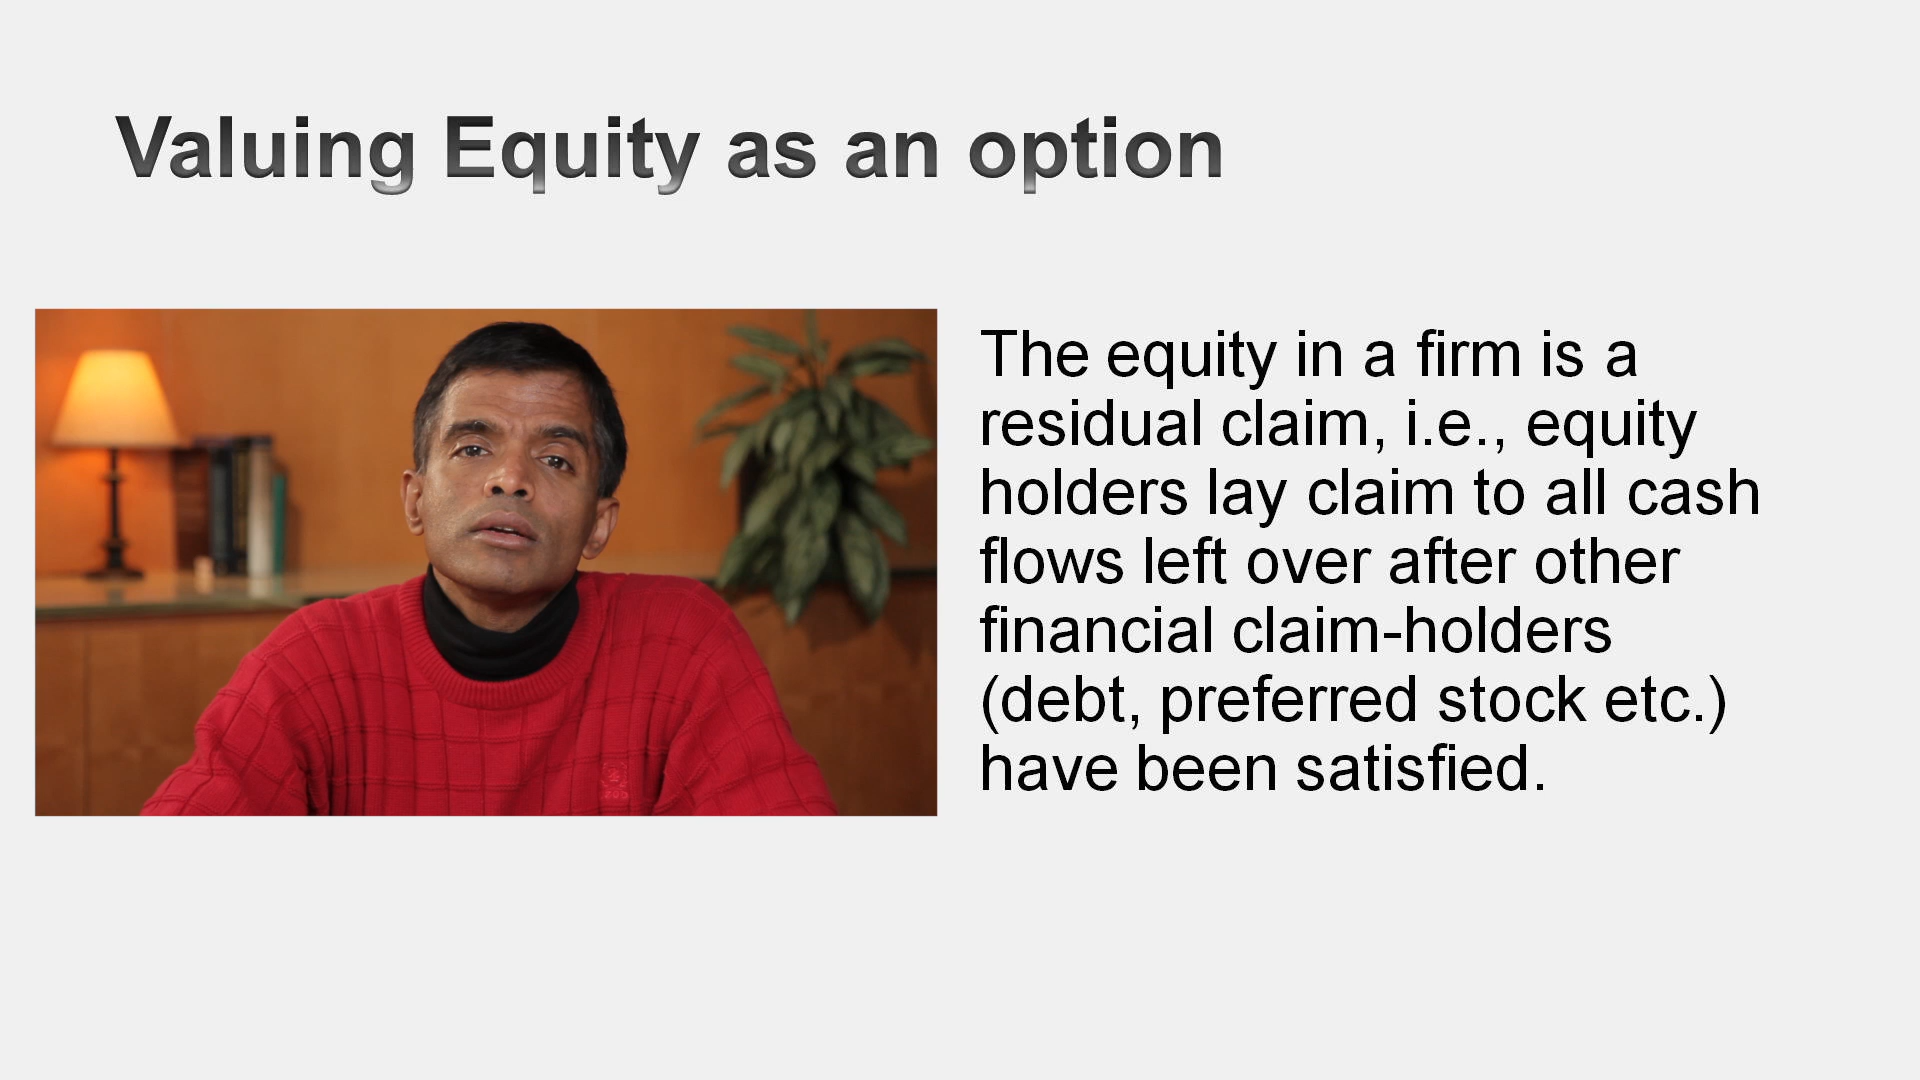 Valuing Equity as an option
The equity in a firm is a
residual claim, i.e., equity
holders lay claim to all cash
flows left over after other
financial claim-holders
(debt, preferred stock etc.)
have been satisfied.